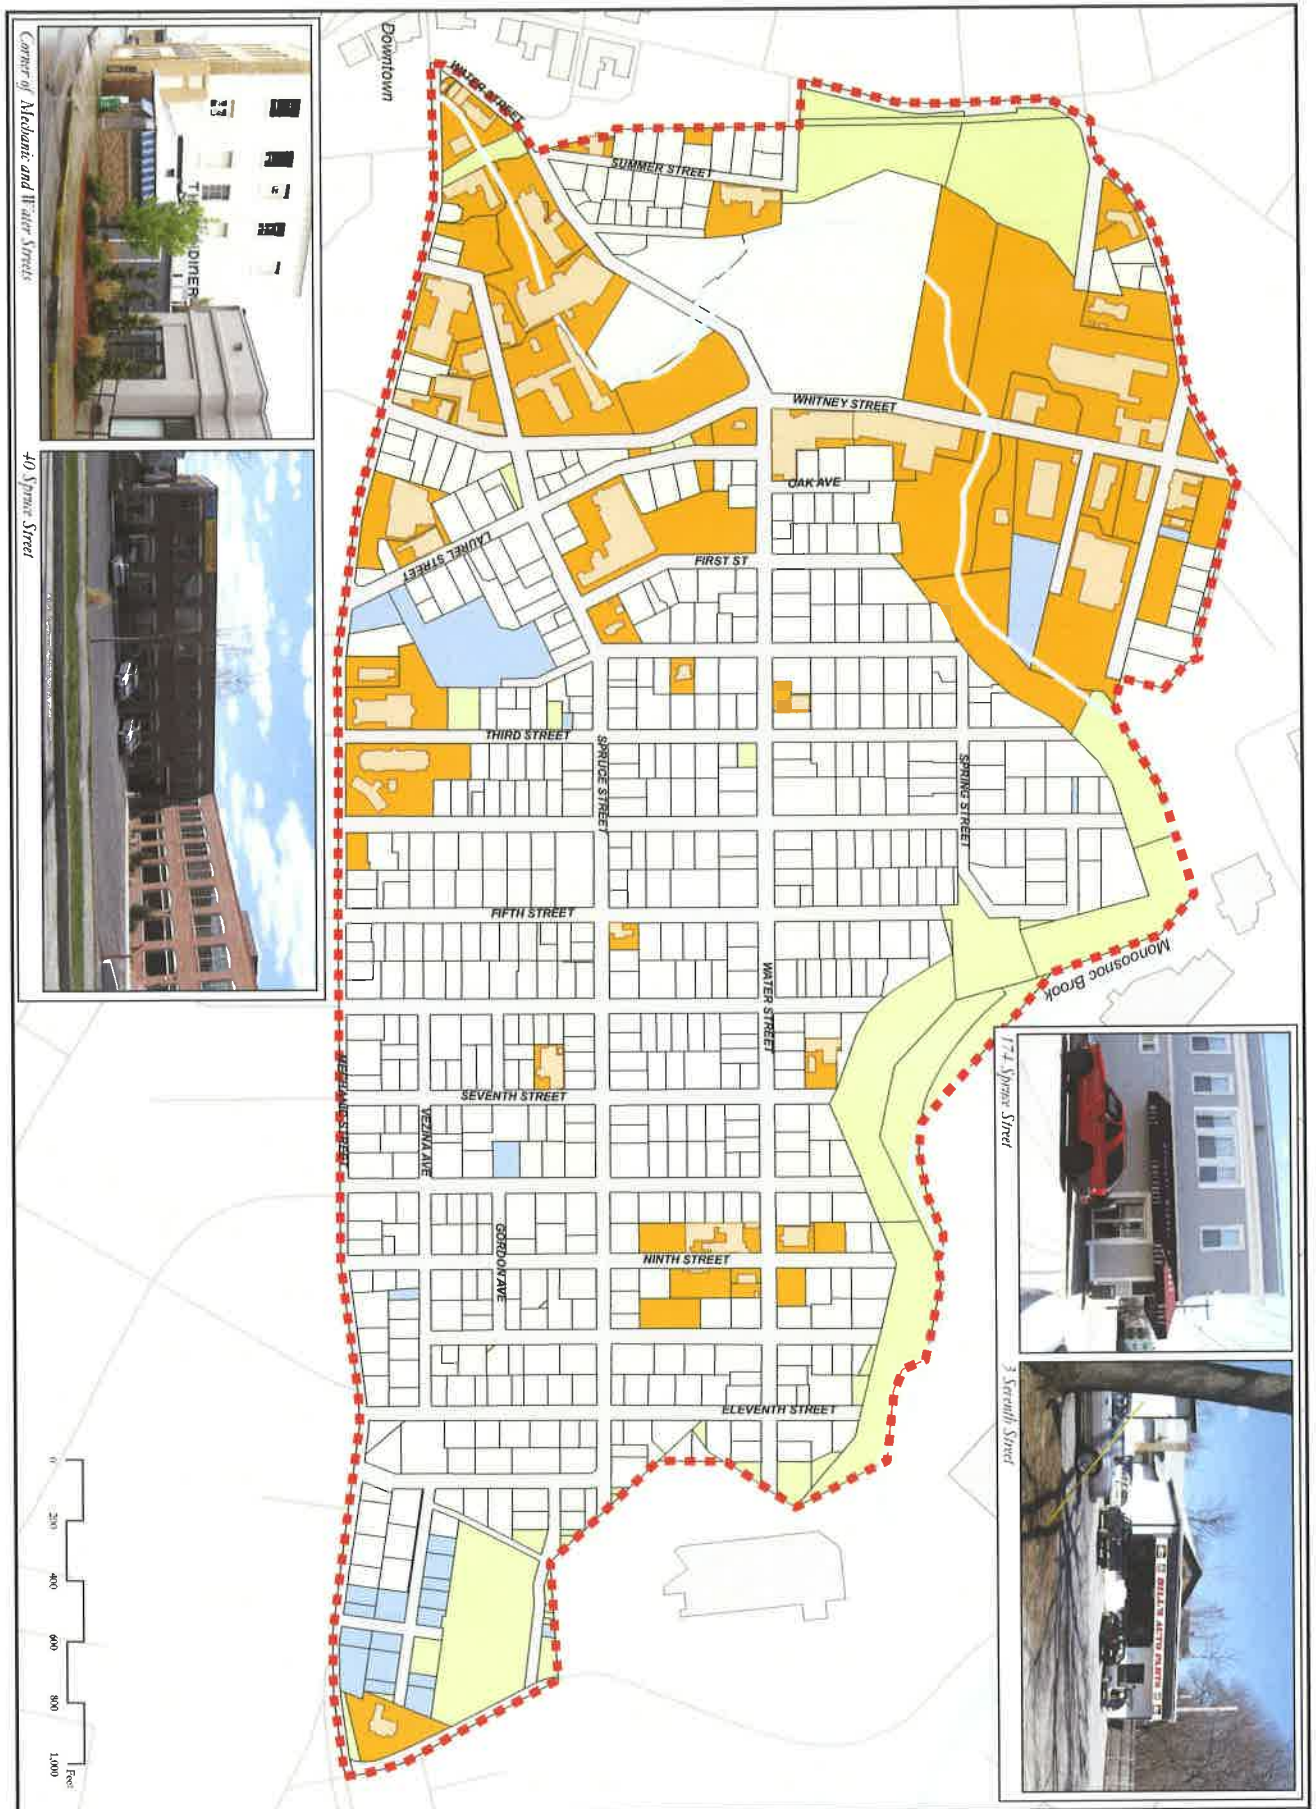 Downtown
WATER STREET
SUMMER STREET
WHITNEY STREET
OAK AVE
LAUREL STREET
FIRST ST
THIRD STREET
SPRUCE STREET
SPRING STREET
FIFTH STREET
WATER STREET
Monoosnoc Brook
MECHANIC STREET
VEZINA AVE
SEVENTH STREET
GORDON AVE
NINTH STREET
ELEVENTH STREET
Corner of Mechanic and Water Streets
DINER
40 Spruce Street
174 Spruce Street
3 Seventh Street
BILL'S AUTO PARTS
0 200 400 600 800 1,000
Feet